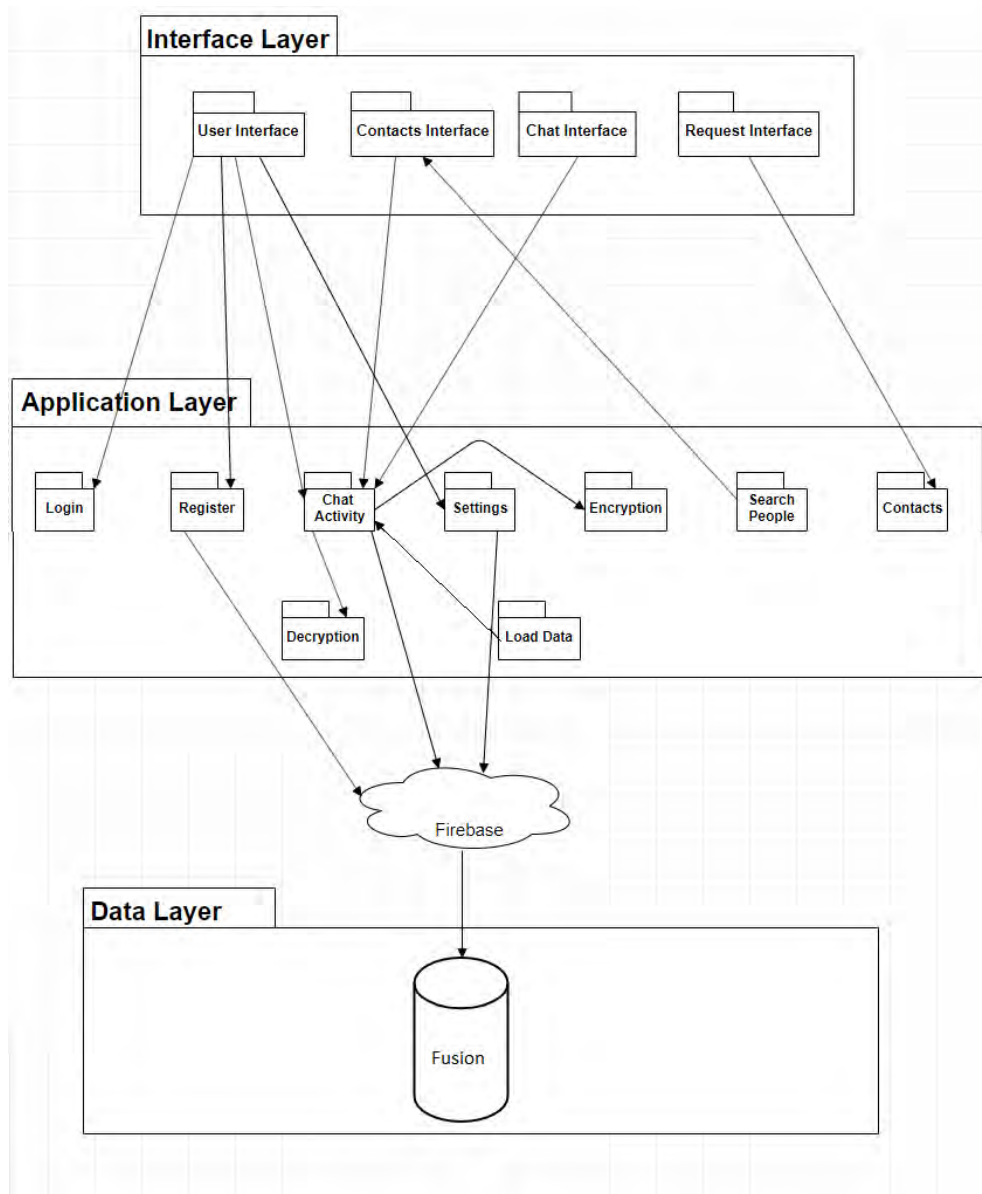 Interface Layer
User Interface
Contacts Interface
Chat Interface
Request Interface
Application Layer
Login
Register
Chat
Activity
Settings
Encryption
Search
People
Contacts
Decryption
Load Data
Firebase
Data Layer
Fusion